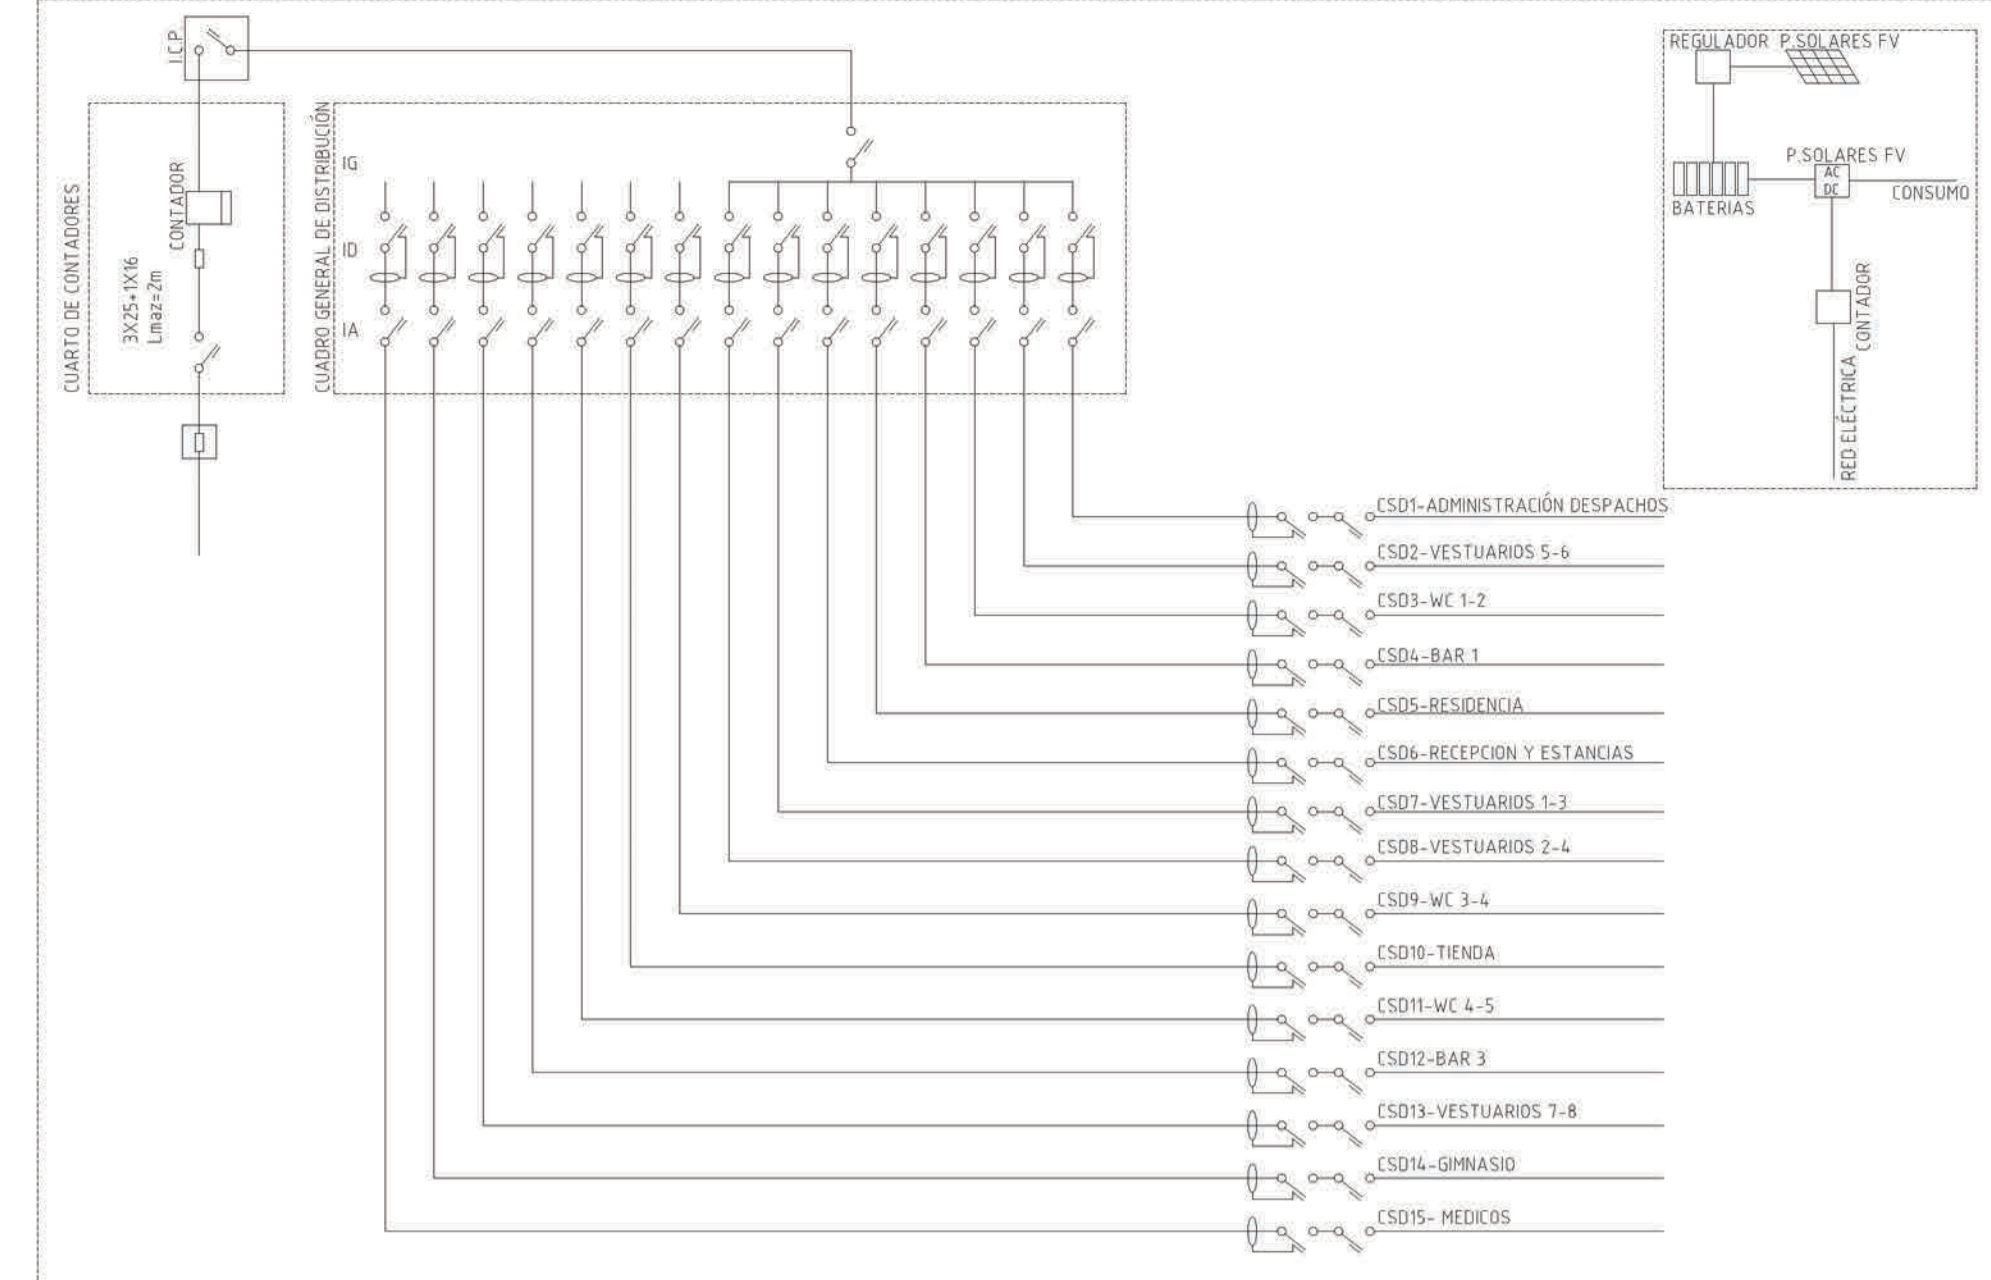 I.C.P.
CUARTO DE CONTADORES
3X25+1X16
Lmaz=2m
CONTADOR
CUADRO GENERAL DE DISTRIBUCIÓN
IG
ID
IA
REGULADOR P.SOLARES FV
P.SOLARES FV
AC
DC
CONSUMO
BATERIAS
CONTADOR
RED ELÉCTRICA
CSD1-ADMINISTRACIÓN DESPACHOS
CSD2-VESTUARIOS 5-6
CSD3-WC 1-2
CSD4-BAR 1
CSD5-RESIDENCIA
CSD6-RECEPCION Y ESTANCIAS
CSD7-VESTUARIOS 1-3
CSD8-VESTUARIOS 2-4
CSD9-WC 3-4
CSD10-TIENDA
CSD11-WC 4-5
CSD12-BAR 3
CSD13-VESTUARIOS 7-8
CSD14-GIMNASIO
CSD15- MEDICOS